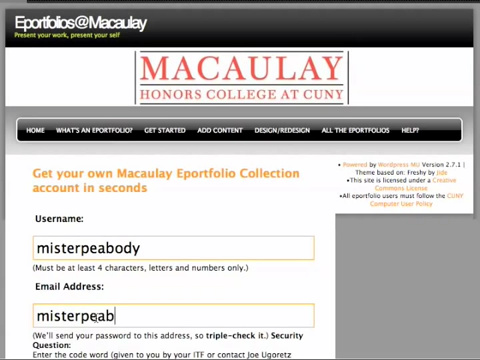 Eportfolios@Macaulay
Present your work, present your self
MACAULAY
HONORS COLLEGE AT CUNY
HOME WHAT'S AN EPORTFOLIO? GET STARTED ADD CONTENT DESIGN/REDESIGN ALL THE EPORTFOLIOS HELP?
Get your own Macaulay Eportfolio Collection
account in seconds
Username:
misterpeabody
(Must be at least 4 characters, letters and numbers only.)
Email Address:
misterpeab
(We'll send your password to this address, so triple-check it.) Security
Question:
Enter the code word (given to you by your ITF or contact Joe Ugoretz
• Powered by Wordpress MU Version 2.7.1 |
Theme based on: Freshy by Jide
•This site is licensed under a Creative
Commons License
•All eportfolio users must follow the CUNY
Computer User Policy